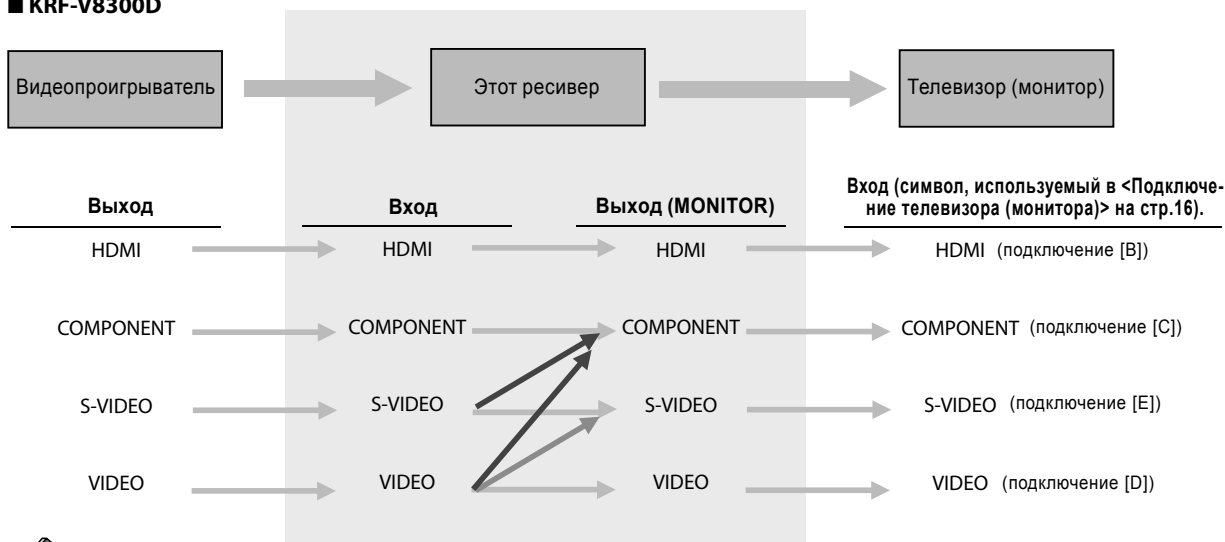 ■ KRF-V8300D
Видеопроигрыватель
Этот ресивер
Телевизор (монитор)
Выход
Вход
Выход (MONITOR)
Вход (символ, используемый в <Подключе-
ние телевизора (монитора)> на стр.16).
HDMI
HDMI
HDMI
HDMI (подключение [B])
COMPONENT
COMPONENT
COMPONENT
COMPONENT (подключение [C])
S-VIDEO
S-VIDEO
S-VIDEO
S-VIDEO (подключение [E])
VIDEO
VIDEO
VIDEO
VIDEO (подключение [D])